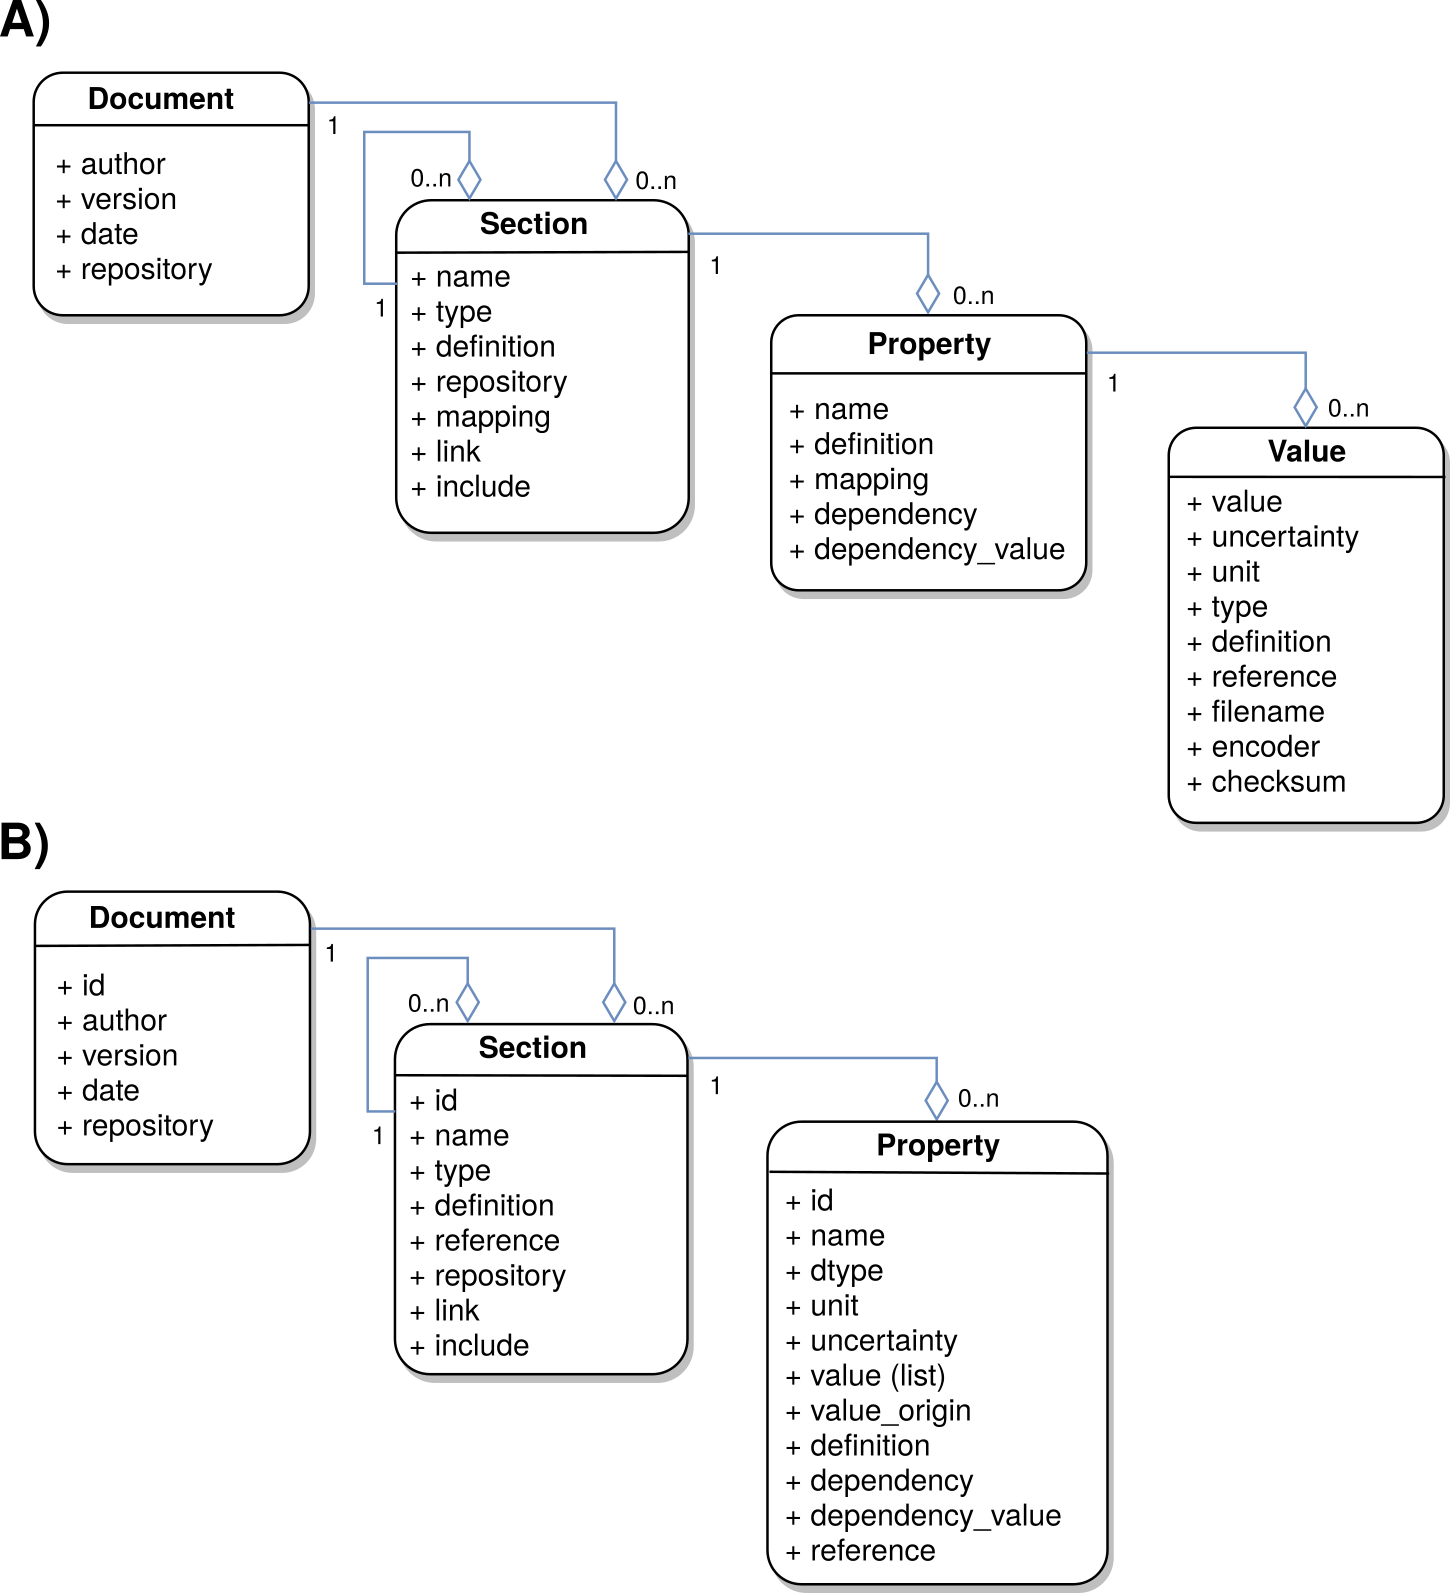 A)
Document
+ author
+ version
+ date
+ repository
1
0..n
0..n
Section
+ name
+ type
+ definition
+ repository
+ mapping
+ link
+ include
1
1
0..n
Property
+ name
+ definition
+ mapping
+ dependency
+ dependency_value
1
0..n
Value
+ value
+ uncertainty
+ unit
+ type
+ definition
+ reference
+ filename
+ encoder
+ checksum
B)
Document
+ id
+ author
+ version
+ date
+ repository
1
0..n
0..n
Section
+ id
+ name
+ type
+ definition
+ reference
+ repository
+ link
+ include
1
1
0..n
Property
+ id
+ name
+ dtype
+ unit
+ uncertainty
+ value (list)
+ value_origin
+ definition
+ dependency
+ dependency_value
+ reference